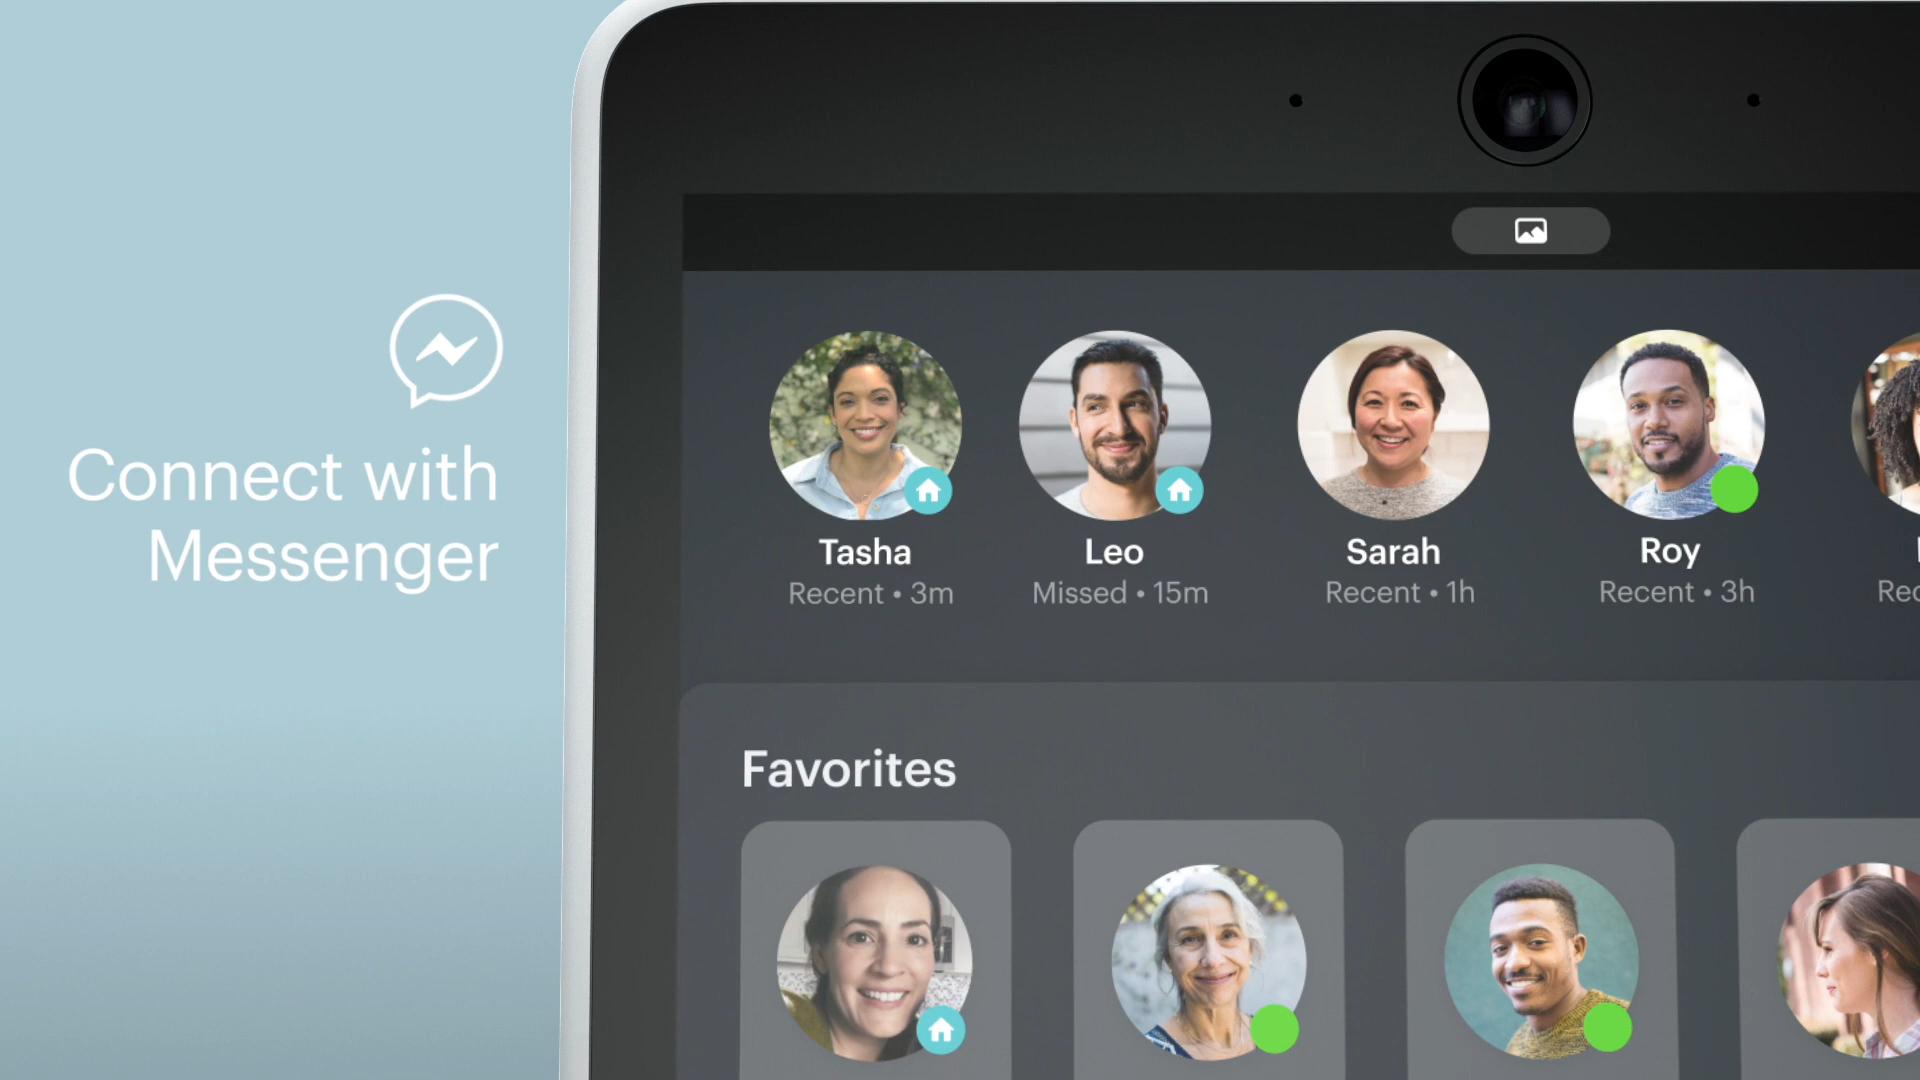 Connect with
Messenger
Tasha
Recent • 3m
Leo
Missed • 15m
Sarah
Recent • 1h
Roy
Recent • 3h
Favorites